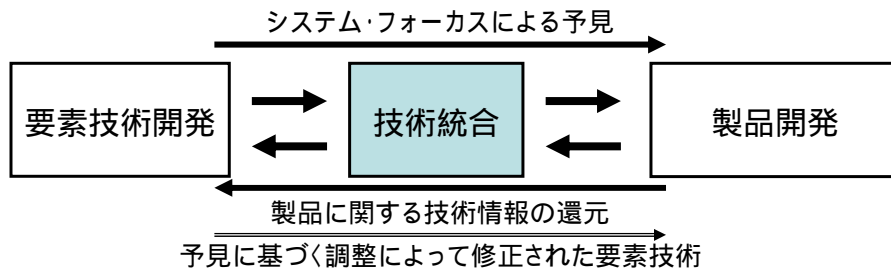 システム･フォーカスによる予見
要素技術開発
技術統合
製品開発
製品に関する技術情報の還元
予見に基づく調整によって修正された要素技術